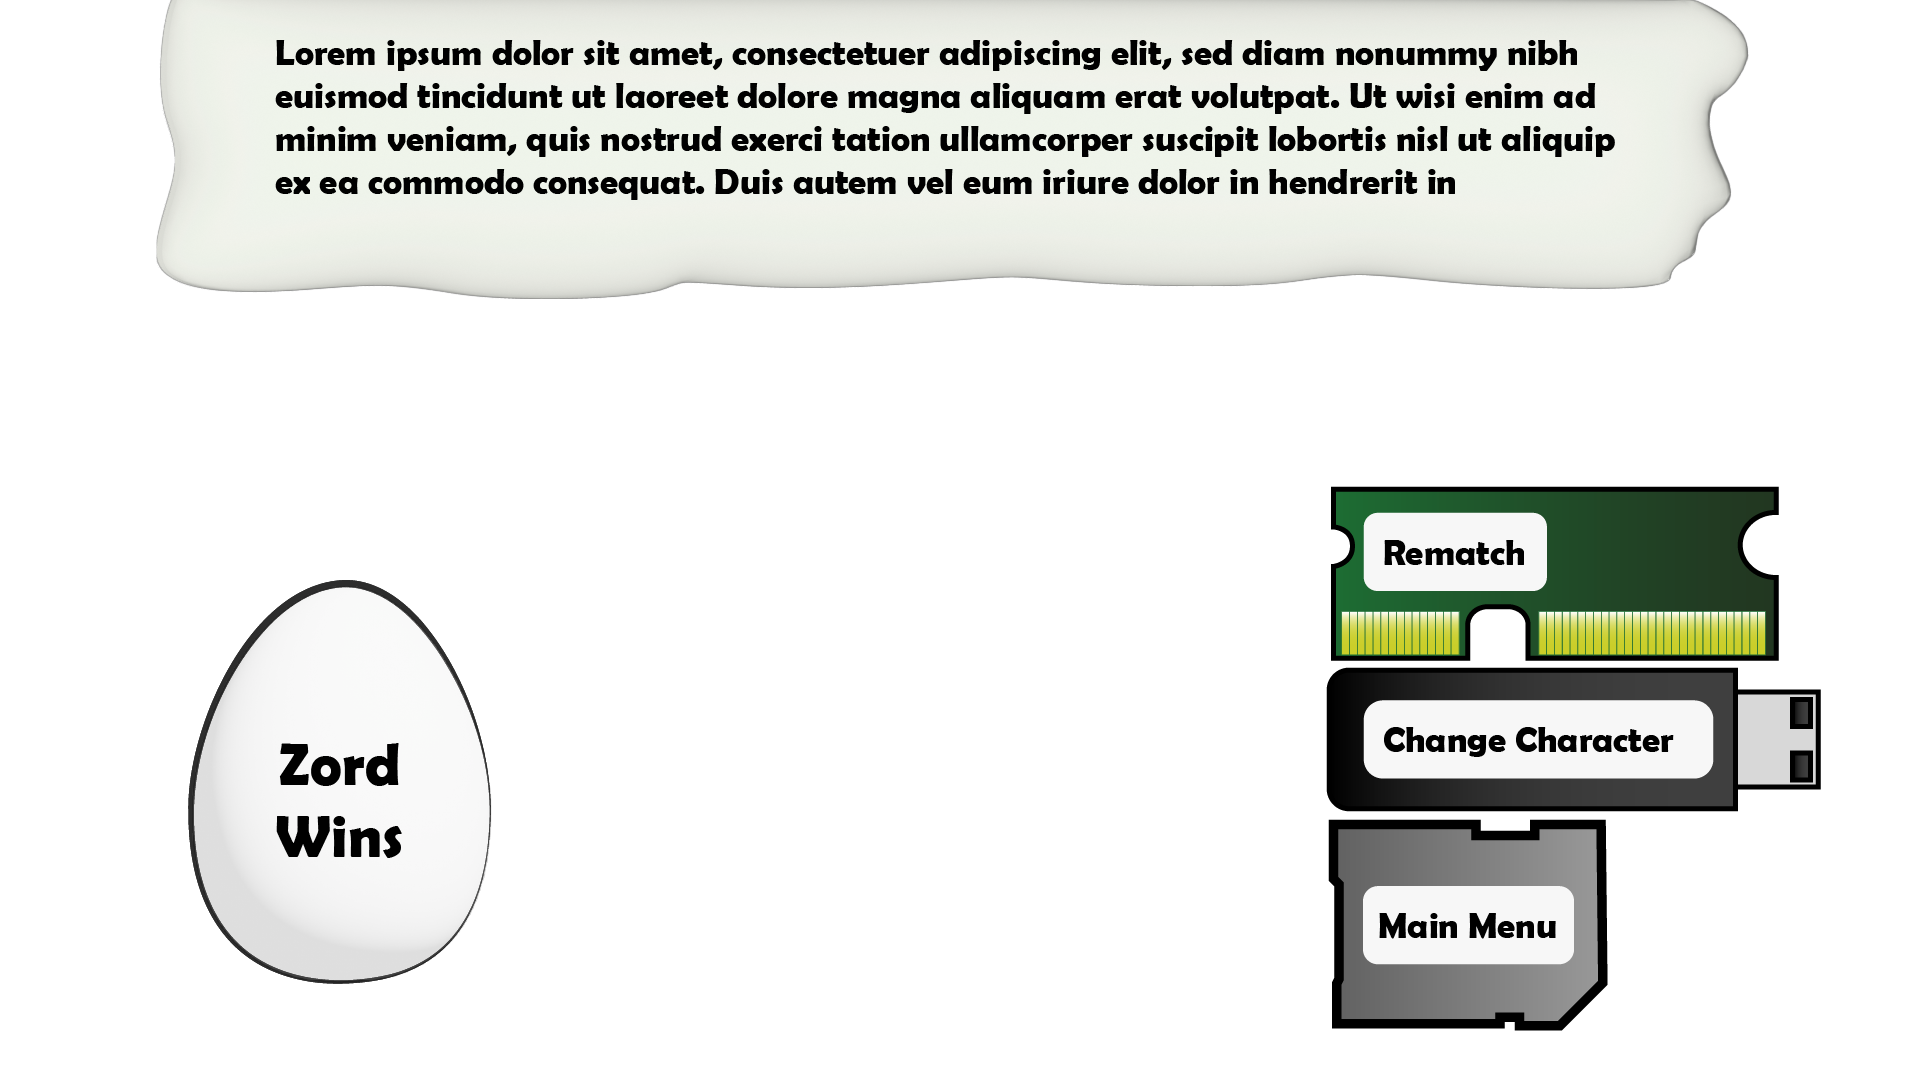 Lorem ipsum dolor sit amet, consectetuer adipiscing elit, sed diam nonummy nibh
euismod tincidunt ut laoreet dolore magna aliquam erat volutpat. Ut wisi enim ad
minim veniam, quis nostrud exerci tation ullamcorper suscipit lobortis nisl ut aliquip
ex ea commodo consequat. Duis autem vel eum iriure dolor in hendrerit in
Zord
Wins
Rematch
Change Character
Main Menu